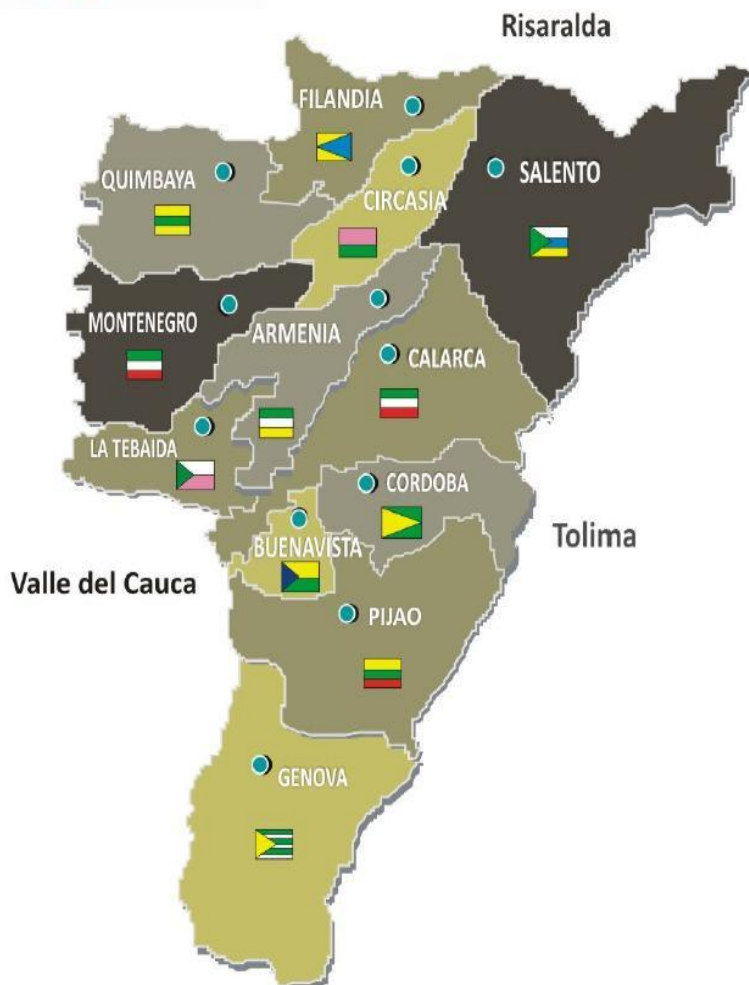 Risaralda
FILANDIA
QUIMBAYA
CIRCASIA
SALENTO
MONTENEGRO
ARMENIA
CALARCA
LA TEBAIDA
CORDOBA
BUENAVISTA
Tolima
Valle del Cauca
PIJAO
GENOVA